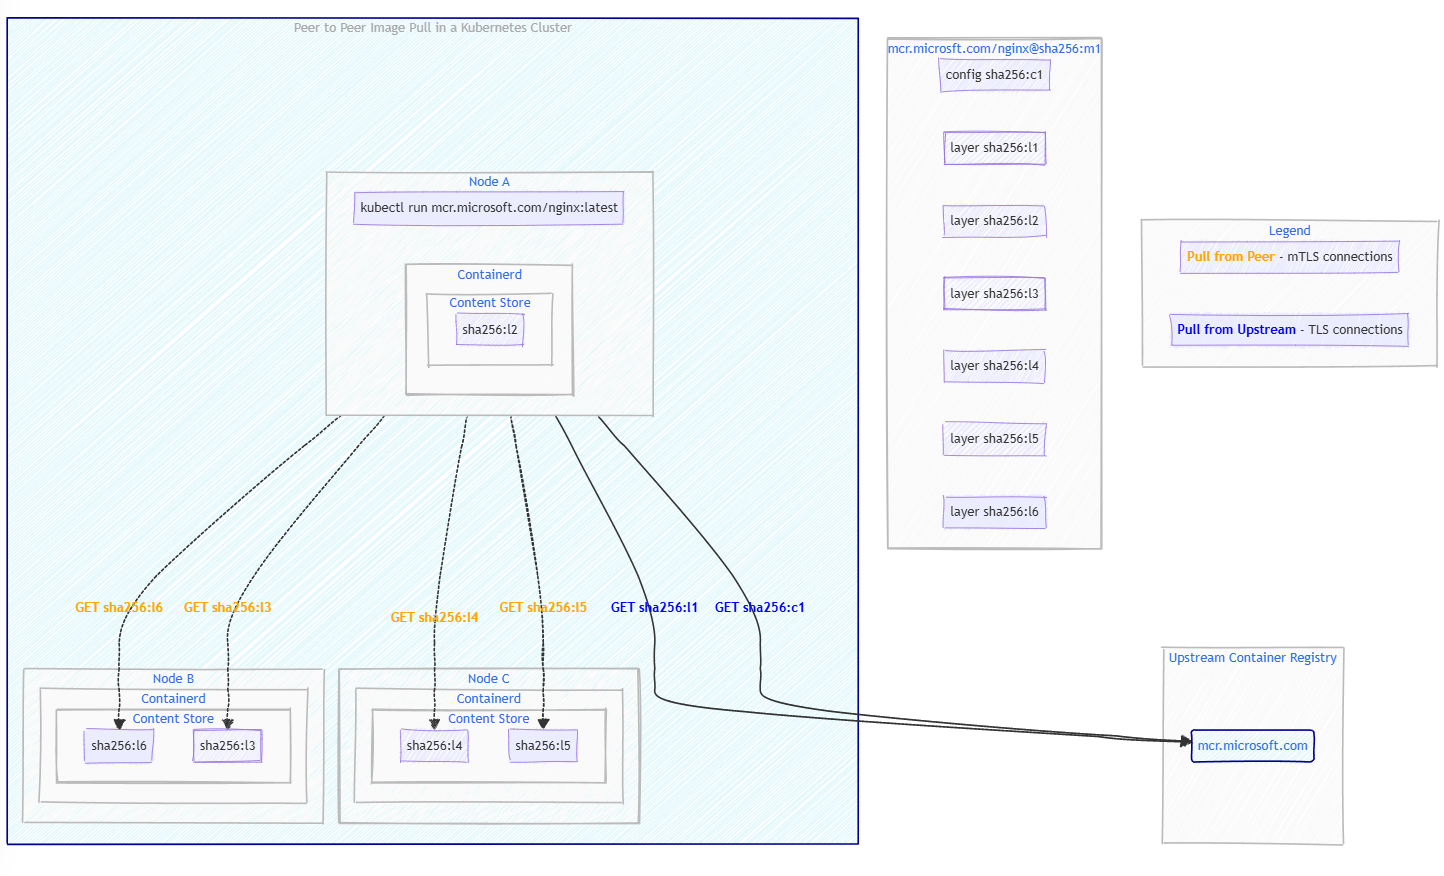 Peer to Peer Image Pull in a Kubernetes Cluster
Node A
kubectl run mcr.microsoft.com/nginx:latest
Containerd
Content Store
sha256:l2
GET sha256:l6
GET sha256:l3
GET sha256:l4
GET sha256:l5
GET sha256:l1
GET sha256:c1
Node B
Containerd
Content Store
sha256:l6
sha256:l3
Node C
Containerd
Content Store
sha256:l4
sha256:l5
mcr.microsft.com/nginx@sha256:m1
config sha256:c1
layer sha256:l1
layer sha256:l2
layer sha256:l3
layer sha256:l4
layer sha256:l5
layer sha256:l6
Legend
Pull from Peer - mTLS connections
Pull from Upstream - TLS connections
Upstream Container Registry
mcr.microsoft.com